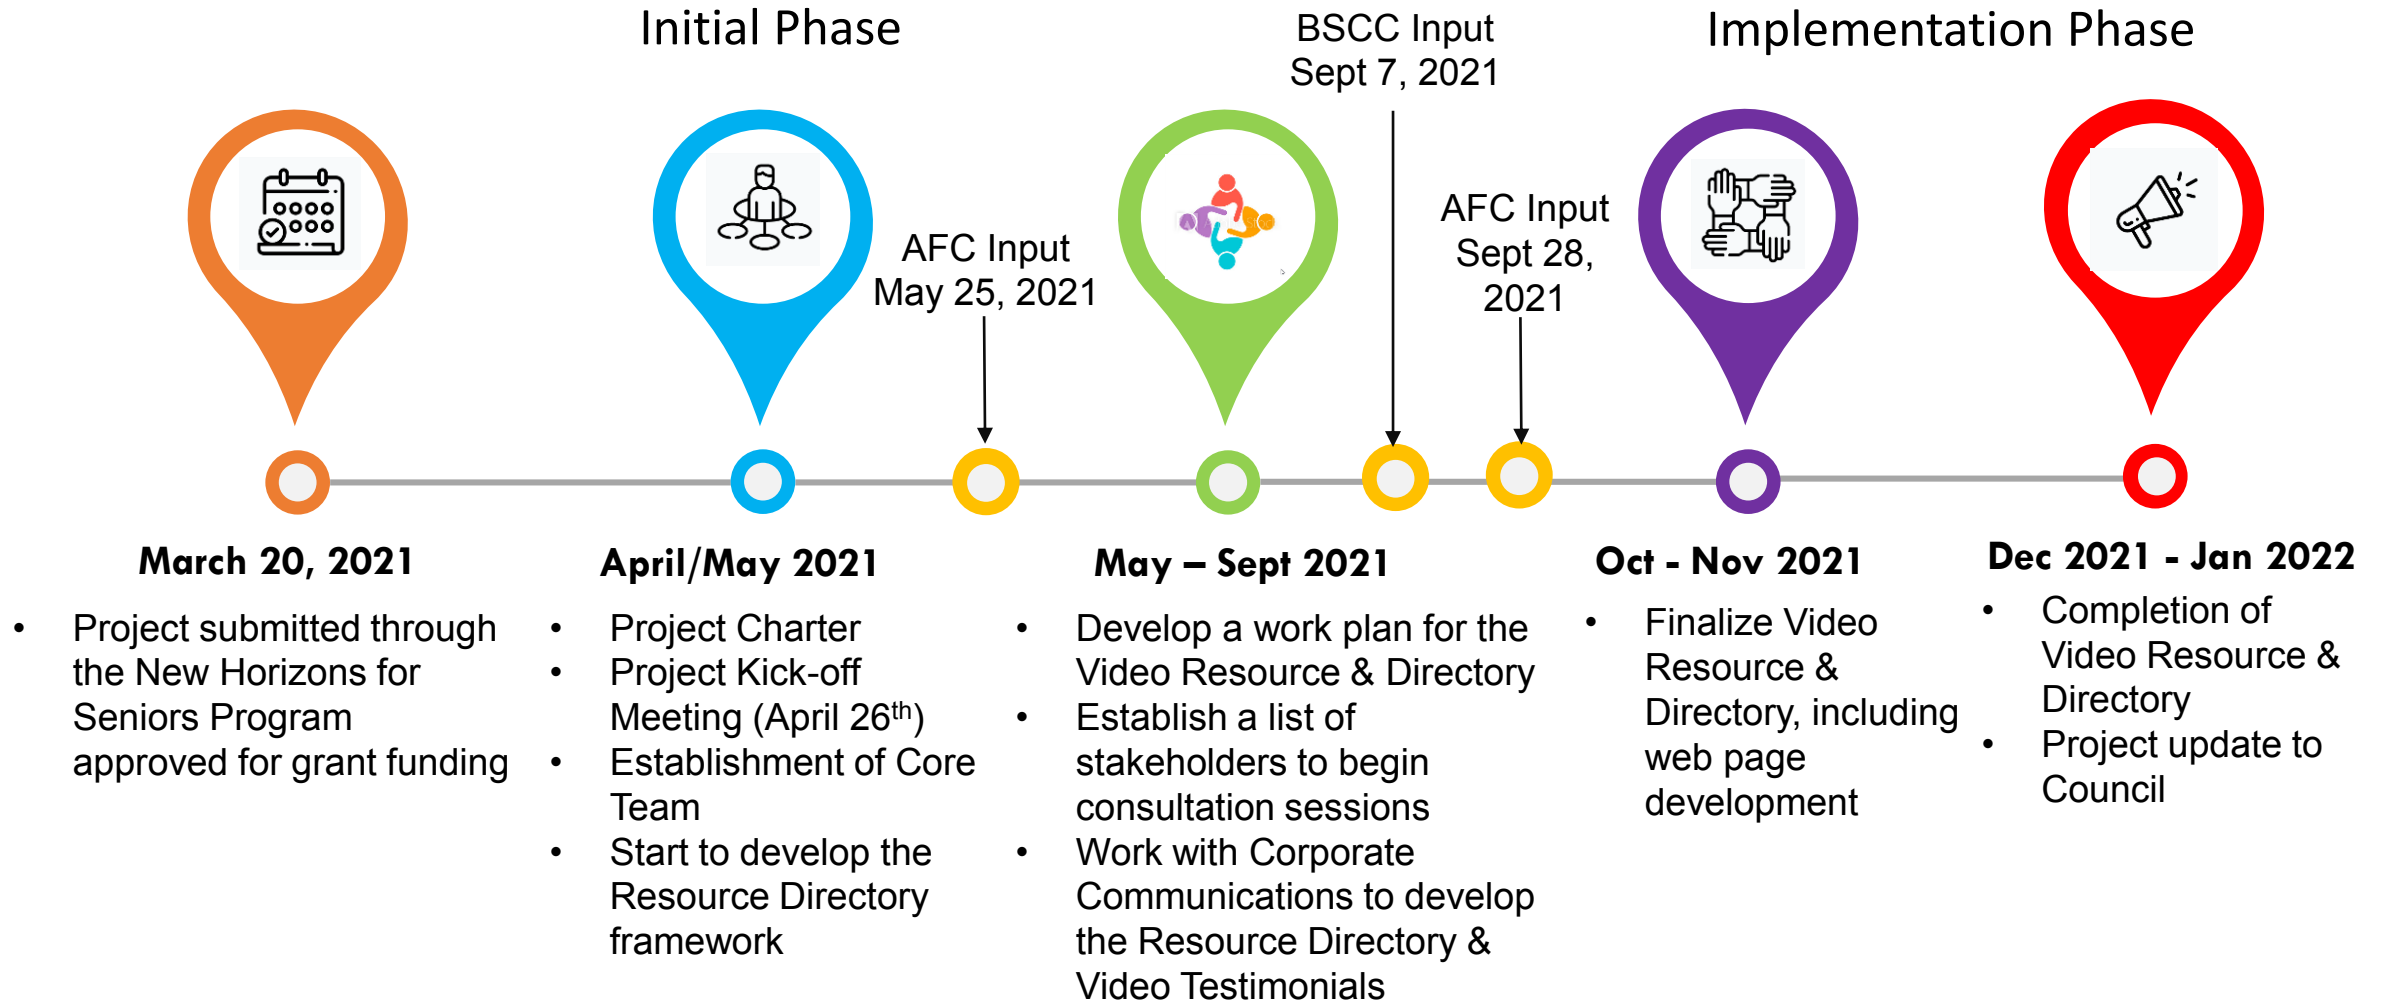 Initial Phase
BSCC Input
Sept 7, 2021
Implementation Phase
AFC Input
May 25, 2021
AFC Input
Sept 28,
2021
March 20, 2021
• Project submitted through
the New Horizons for
Seniors Program
approved for grant funding
April/May 2021
• Project Charter
• Project Kick-off
Meeting (April 26th)
• Establishment of Core
Team
• Start to develop the
Resource Directory
framework
May – Sept 2021
• Develop a work plan for the
Video Resource & Directory
• Establish a list of
stakeholders to begin
consultation sessions
• Work with Corporate
Communications to develop
the Resource Directory &
Video Testimonials
Oct - Nov 2021
• Finalize Video
Resource &
Directory, including
web page
development
Dec 2021 - Jan 2022
• Completion of
Video Resource &
Directory
• Project update to
Council